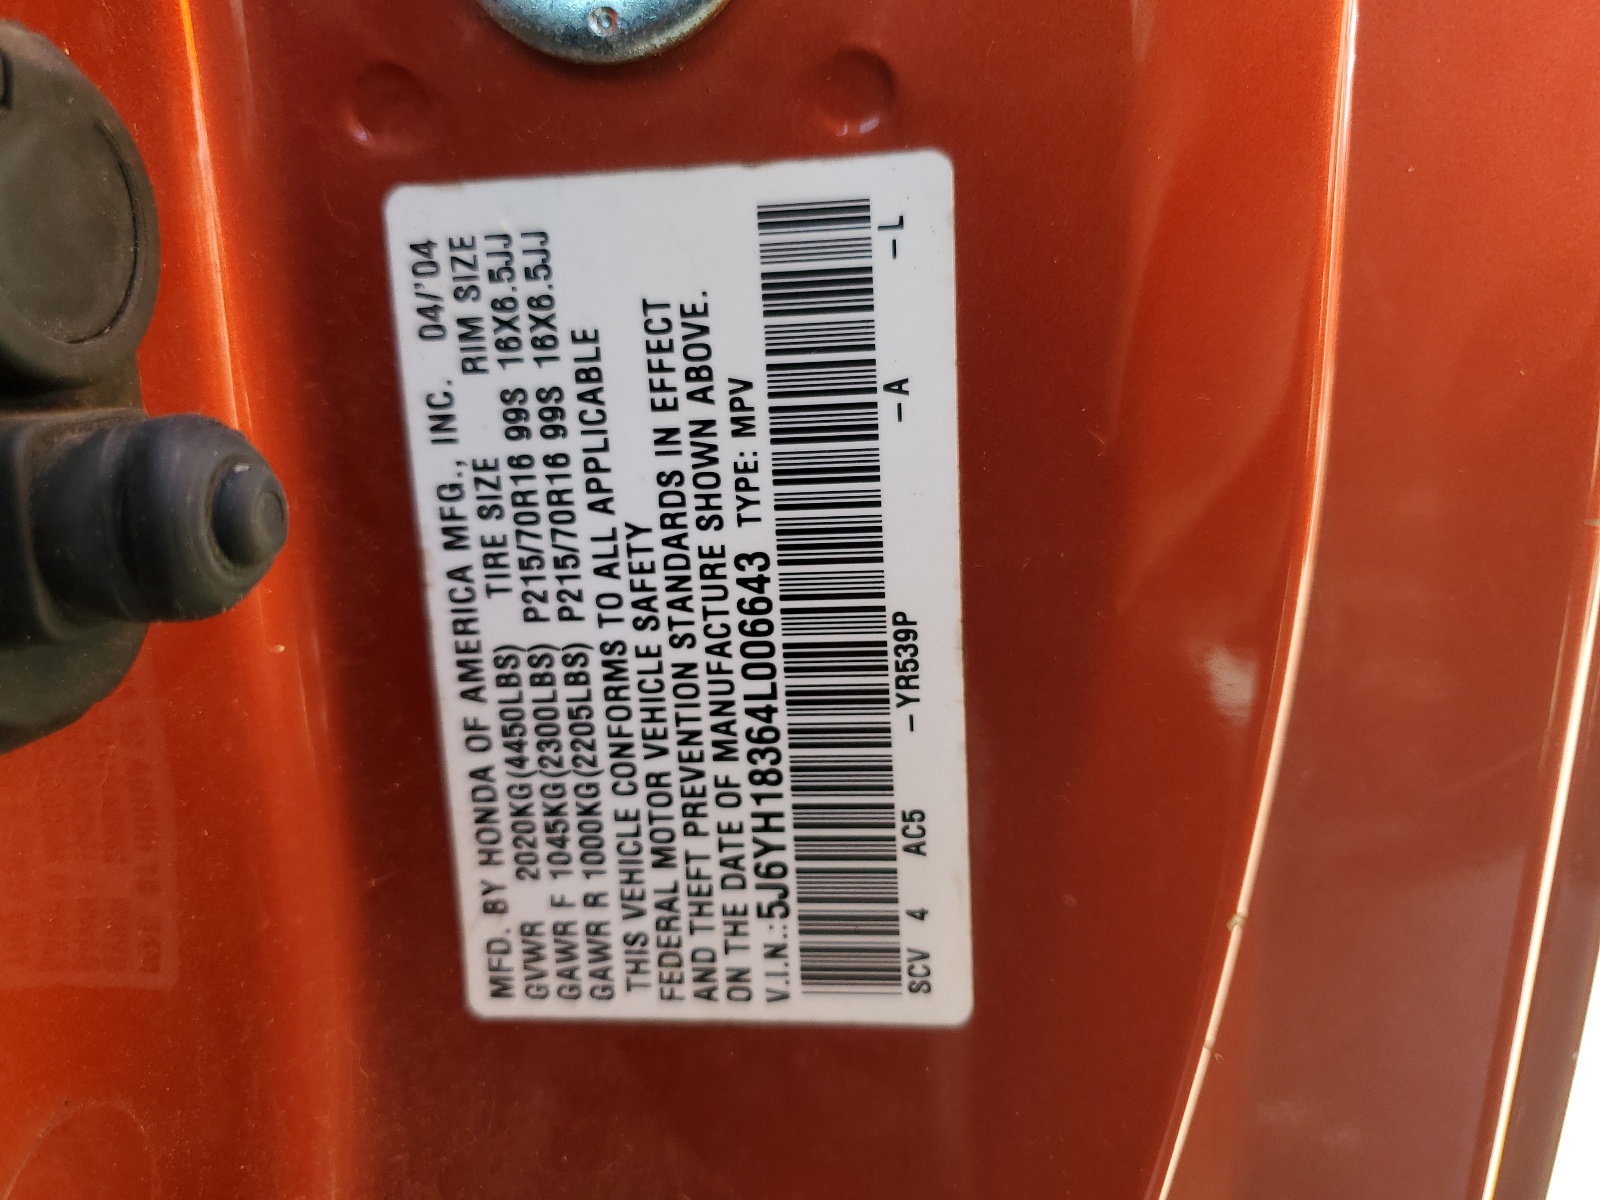 MFD. BY HONDA OF AMERICA MFG., INC. 04/'04
GVWR 2020KG(4450LBS) TIRE SIZE RIM SIZE
GAWR F 1045KG(2300LBS) P215/70R16 99S 16X6.5JJ
GAWR R 1000KG(2205LBS) P215/70R16 99S 16X6.5JJ
THIS VEHICLE CONFORMS TO ALL APPLICABLE
FEDERAL MOTOR VEHICLE SAFETY
AND THEFT PREVENTION STANDARDS IN EFFECT
ON THE DATE OF MANUFACTURE SHOWN ABOVE.
V.I.N.:5J6YH18364L006643 TYPE: MPV
SCV 4 AC5 -YR539P -A -L